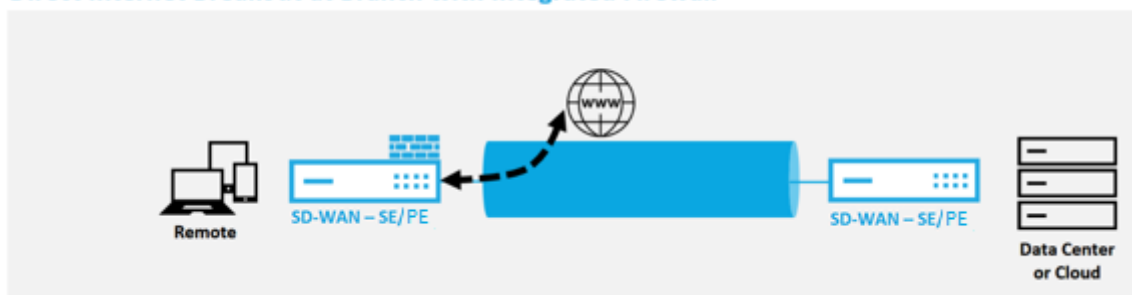 www
SD-WAN – SE/PE
SD-WAN – SE/PE
Remote
Data Center
or Cloud